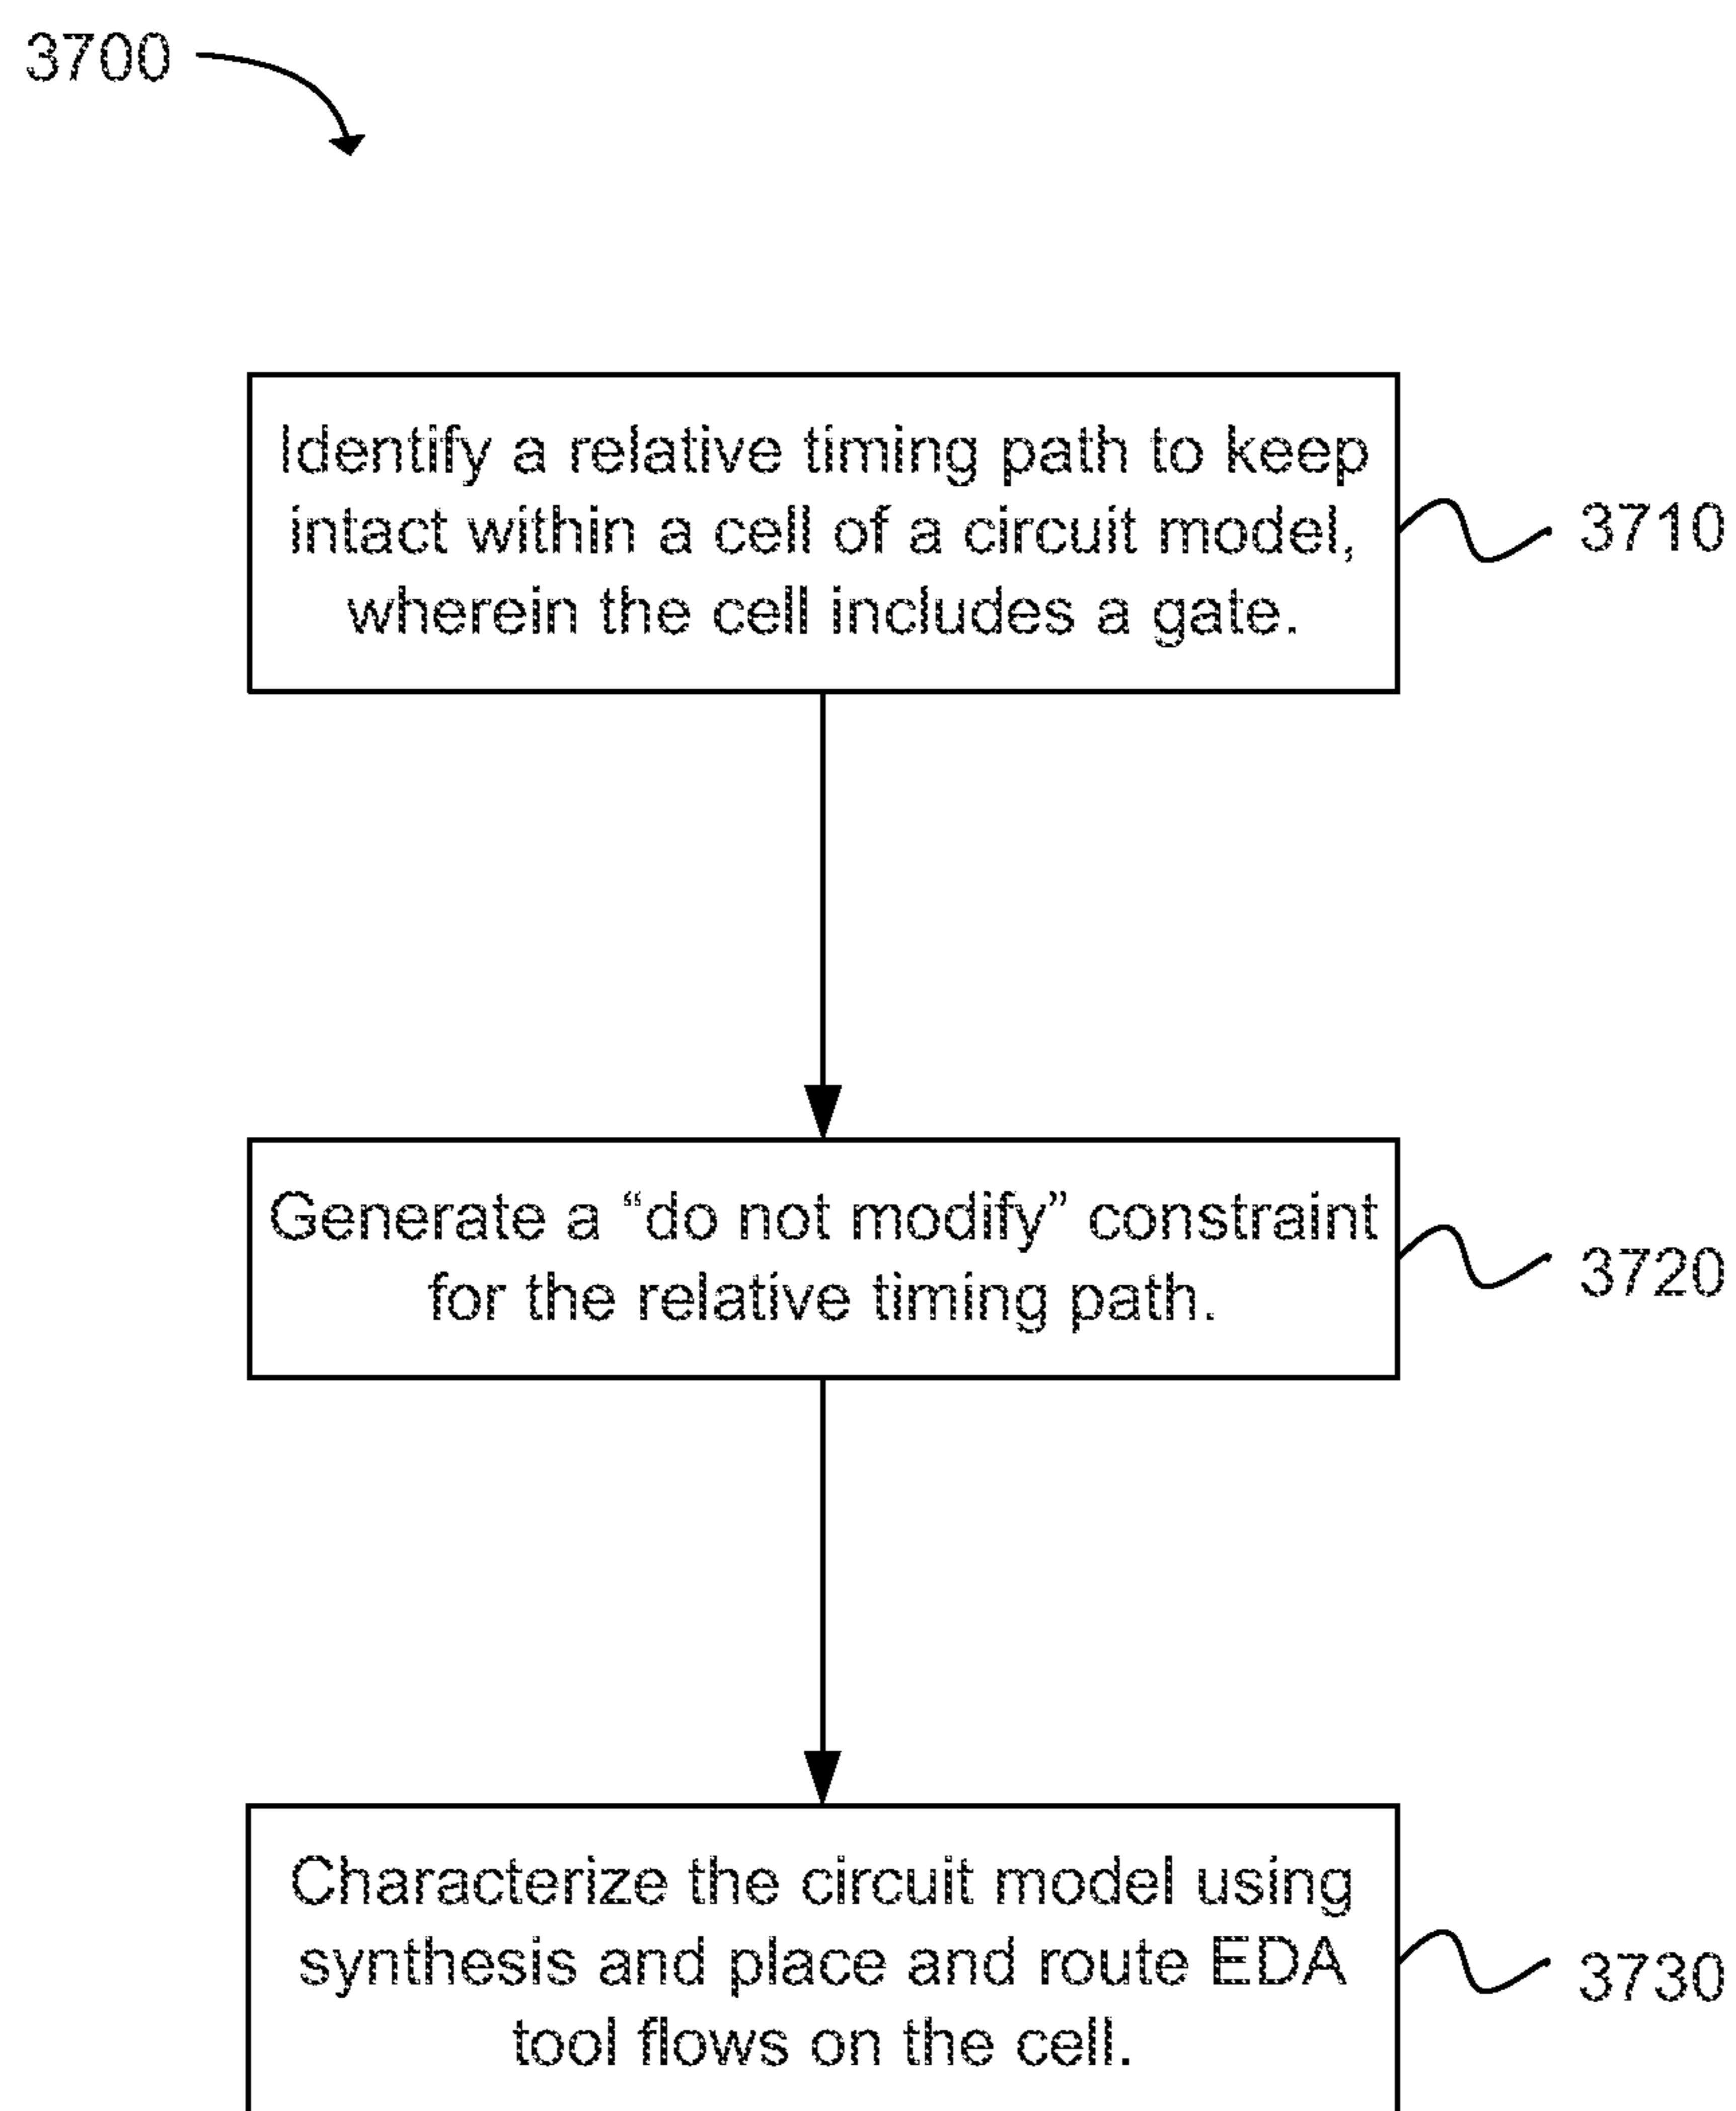 3700
Identify a relative timing path to keep
intact within a cell of a circuit model,
wherein the cell includes a gate.
3710
Generate a “do not modify” constraint
for the relative timing path.
3720
Characterize the circuit model using
synthesis and place and route EDA
tool flows on the cell.
3730